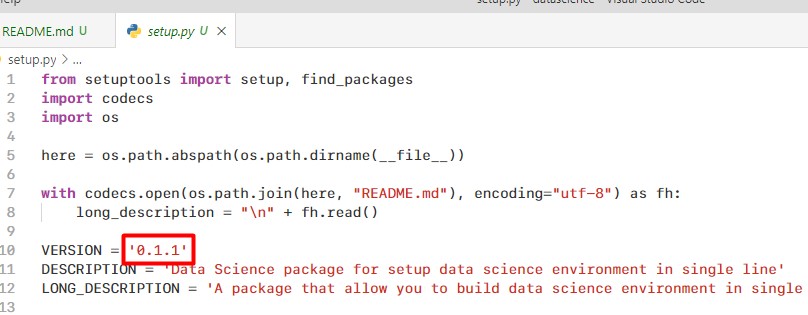 setup.py - datascience - Visual Studio Code
README.md U setup.py U ×
setup.py > ...
1 from setuptools import setup, find_packages
2 import codecs
3 import os
4
5 here = os.path.abspath(os.path.dirname(__file__))
6
7 with codecs.open(os.path.join(here, "README.md"), encoding="utf-8") as fh:
8 long_description = "\n" + fh.read()
9
10 VERSION = '0.1.1'
11 DESCRIPTION = 'Data Science package for setup data science environment in single line'
12 LONG_DESCRIPTION = 'A package that allow you to build data science environment in single
13